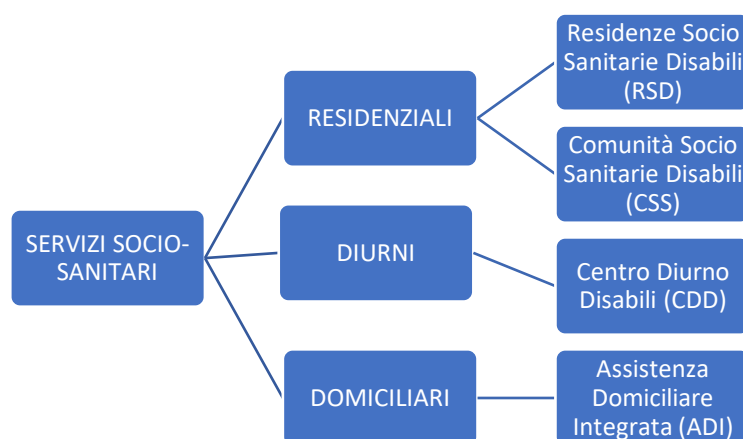 Residenze Socio
Sanitarie Disabili
(RSD)
RESIDENZIALI
Comunità Socio
Sanitarie Disabili
(CSS)
SERVIZI SOCIO-
SANITARI
DIURNI
Centro Diurno
Disabili (CDD)
DOMICILIARI
Assistenza
Domiciliare
Integrata (ADI)